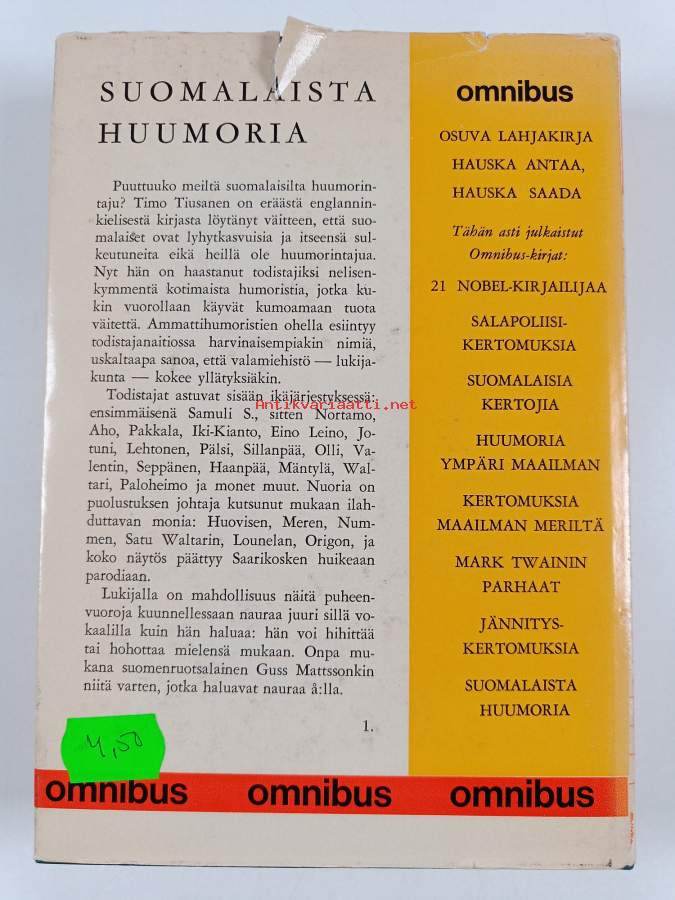 SUOMALAISTA
HUUMORIA
Puuttuuko meiltä suomalaisilta huumorin-
taju? Timo Tiusanen on eräästä englannin-
kielisestä kirjasta löytänyt väitteen, että suo-
malaiset ovat lyhytkasvuisia ja itseensä sul-
keutuneita eikä heillä ole huumorintajua.
Nyt hän on haastanut todistajiksi nelisen-
kymmentä kotimaista humoristia, jotka ku-
kin vuorollaan käyvät kumoamaan tuota
väitettä. Ammattihumoristien ohella esiintyy
todistajanaitiossa harvinaisempiakin nimiä,
uskaltaapa sanoa, että valamiehistö — lukija-
kunta — kokee yllätyksiäkin.
Todistajat astuvat sisään ikäjärjestyksessä:
ensimmäisenä Samuli S., sitten Nortamo,
Aho, Pakkala, Iki-Kianto, Eino Leino, Jo-
tuni, Lehtonen, Pälsi, Sillanpää, Olli, Va-
lentin, Seppänen, Haanpää, Mäntylä, Wal-
tari, Paloheimo ja monet muut. Nuoria on
puolustuksen johtaja kutsunut mukaan ilah-
duttavan monia: Huovisen, Meren, Num-
men, Satu Waltarin, Lounelan, Origon, ja
koko näytös päättyy Saarikosken huikeaan
parodiaan.
Lukijalla on mahdollisuus näitä puheen-
vuoroja kuunnellessaan nauraa juuri sillä vo-
kaalilla kuin hän haluaa: hän voi hihittää
tai hohottaa mielensä mukaan. Onpa mu-
kana suomenruotsalainen Guss Mattssonkin
niitä varten, jotka haluavat nauraa å:lla.
1.
4,50
omnibus
OSUVA LAHJAKIRJA
HAUSKA ANTAA,
HAUSKA SAADA
Tähän asti julkaistut
Omnibus-kirjat:
21 NOBEL-KIRJAILIJAA
SALAPOLIISI-
KERTOMUKSIA
SUOMALAISIA
KERTOJIA
HUUMORIA
YMPÄRI MAAILMAN
KERTOMUKSIA
MAAILMAN MERILTÄ
MARK TWAININ
PARHAAT
JÄNNITYS-
KERTOMUKSIA
SUOMALAISTA
HUUMORIA
omnibus omnibus omnibus
Antikvariaatti.net